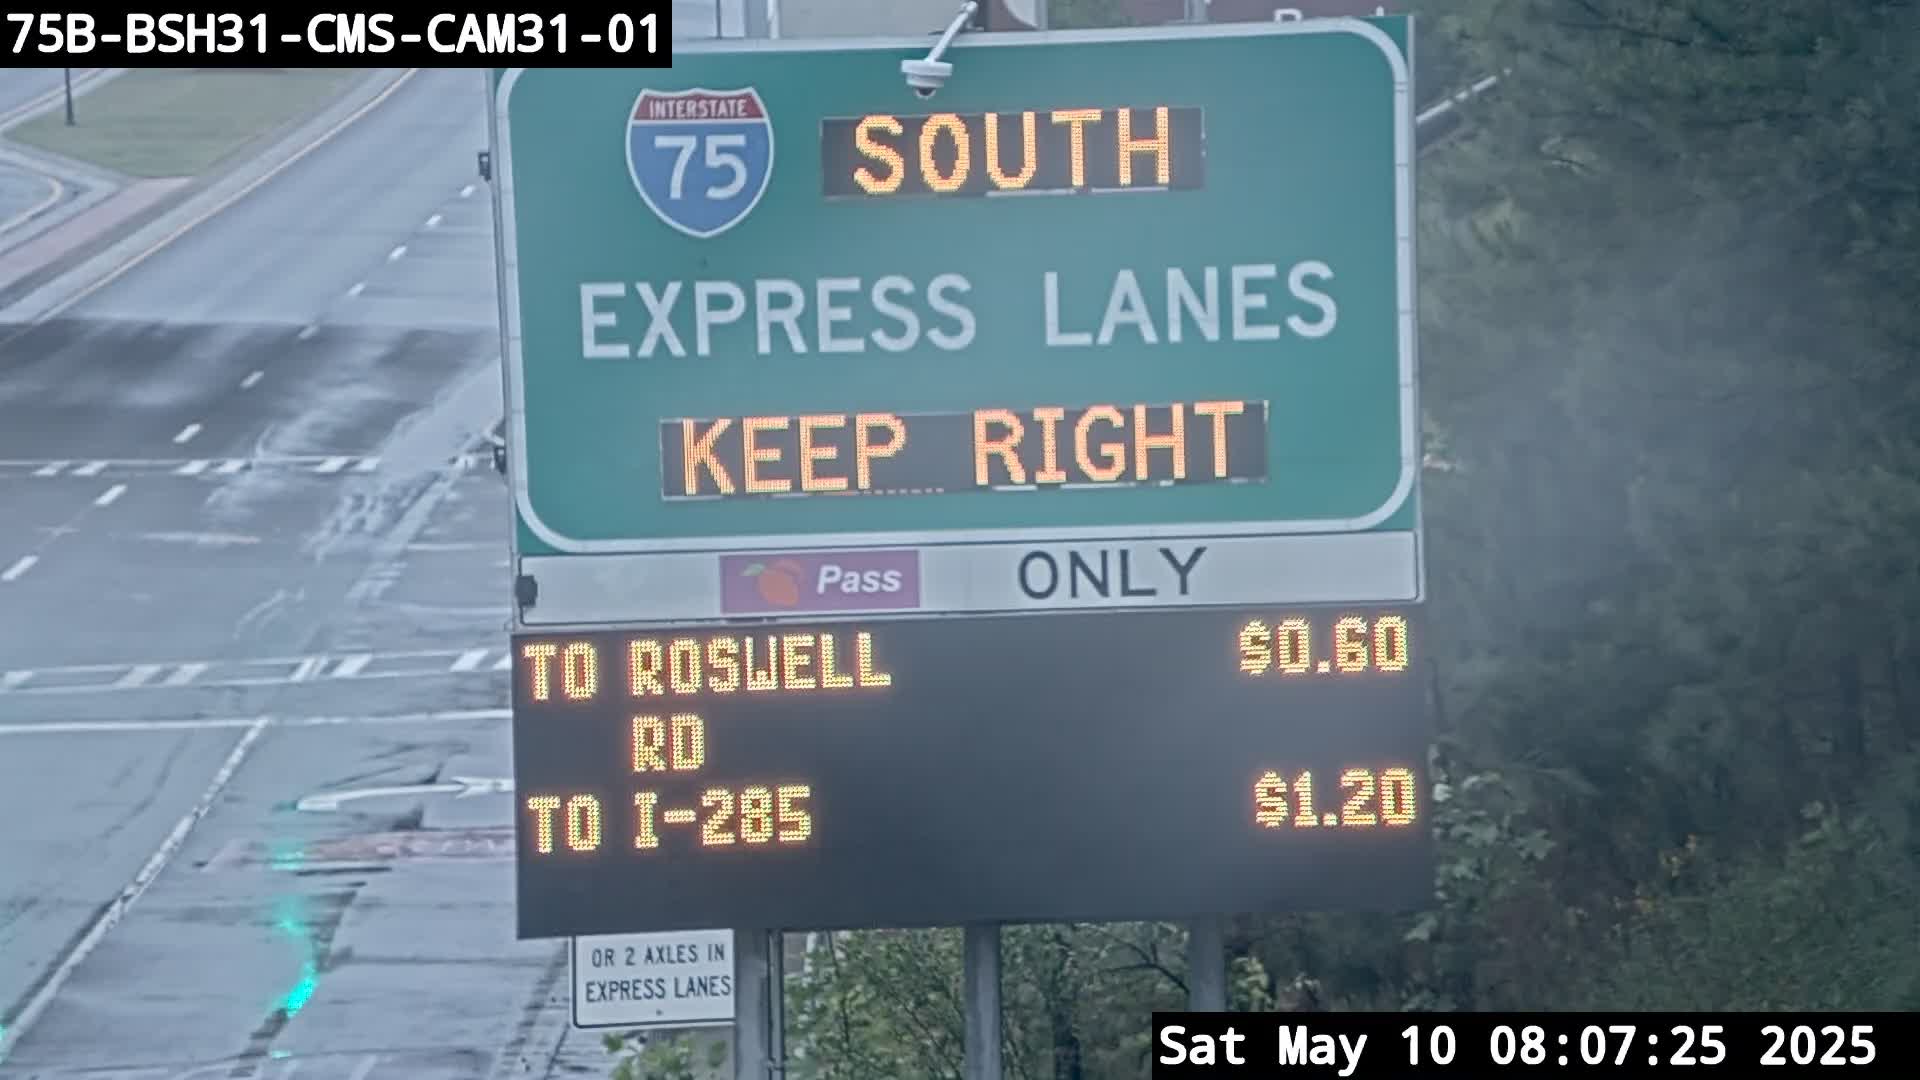 75B-BSH31-CMS-CAM31-01
INTERSTATE
75
SOUTH
EXPRESS LANES
KEEP RIGHT
Pass ONLY
TO ROSWELL $0.60
RD
TO I-285 $1.20
OR 2 AXLES IN
EXPRESS LANES
Sat May 10 08:07:25 2025